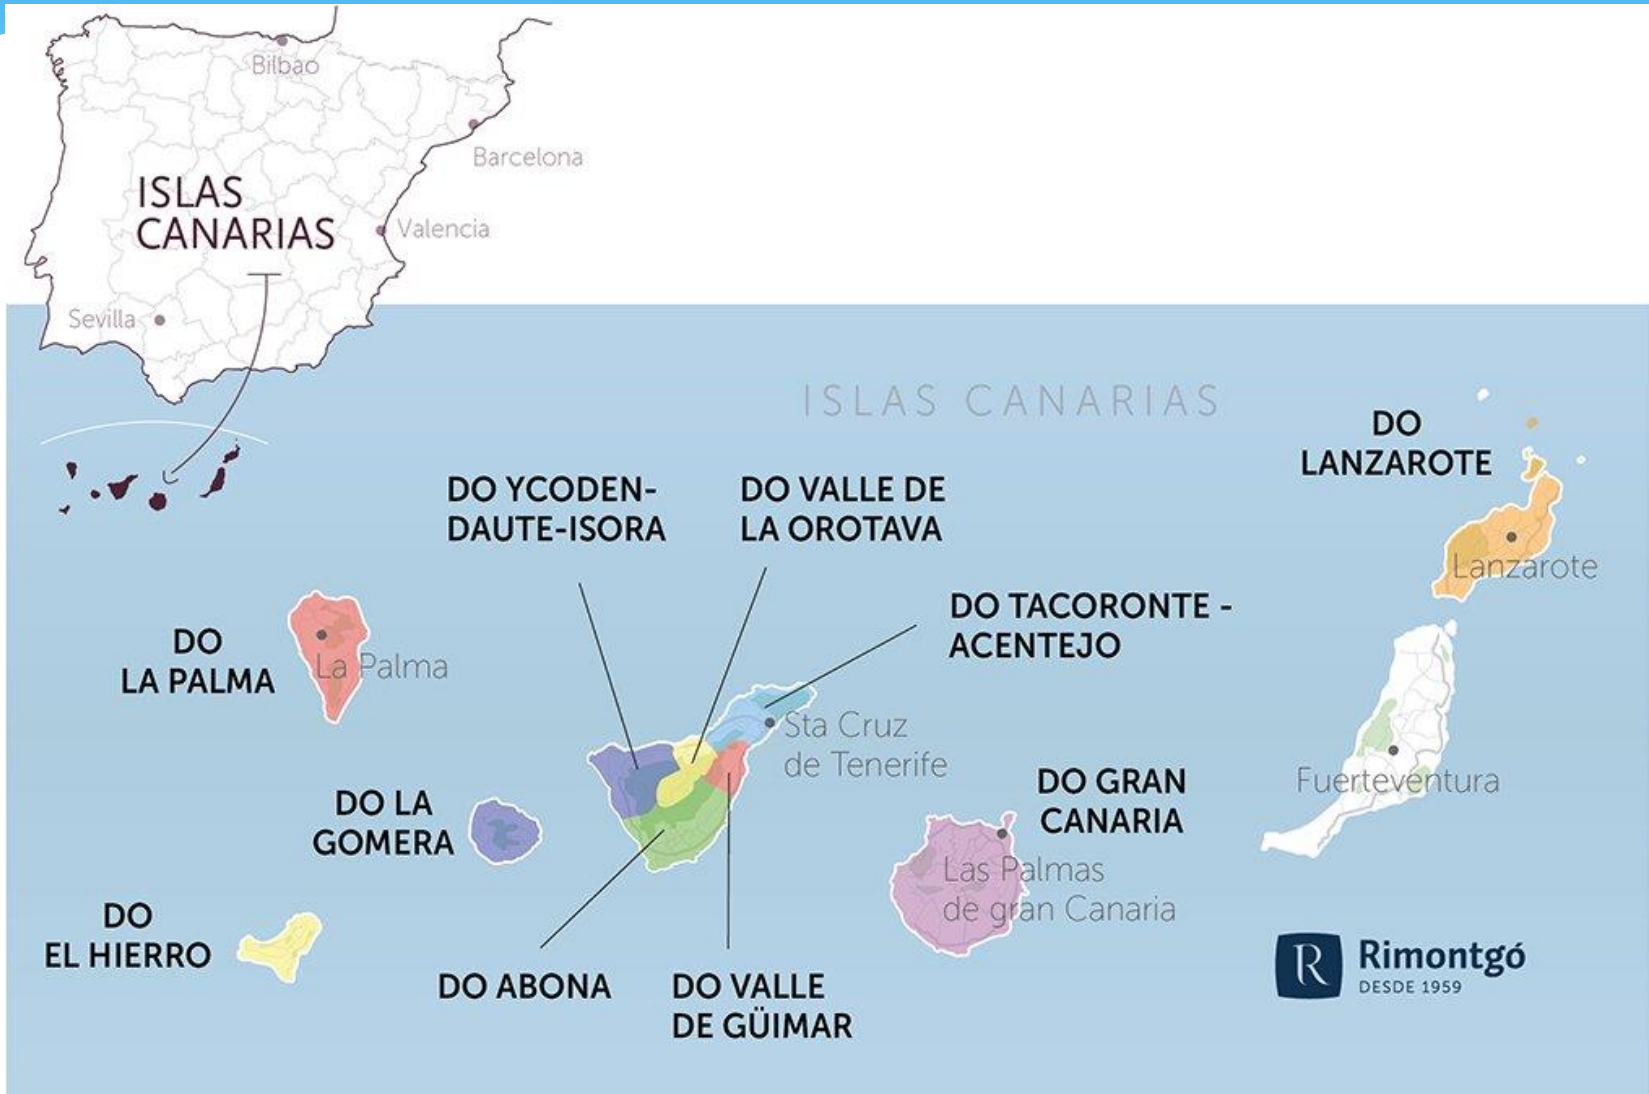 Bilbao
Barcelona
ISLAS
CANARIAS
Valencia
Sevilla
ISLAS CANARIAS
DO
LANZAROTE
DO YCODEN-
DAUTE-ISORA
DO VALLE DE
LA OROTAVA
Lanzarote
DO TACORONTE -
ACENTEJO
DO
LA PALMA
La Palma
Sta Cruz
de Tenerife
DO GRAN
CANARIA
Fuerteventura
DO LA
GOMERA
Las Palmas
de gran Canaria
DO
EL HIERRO
DO ABONA
DO VALLE
DE GÜIMAR
R
Rimontgó
DESDE 1959